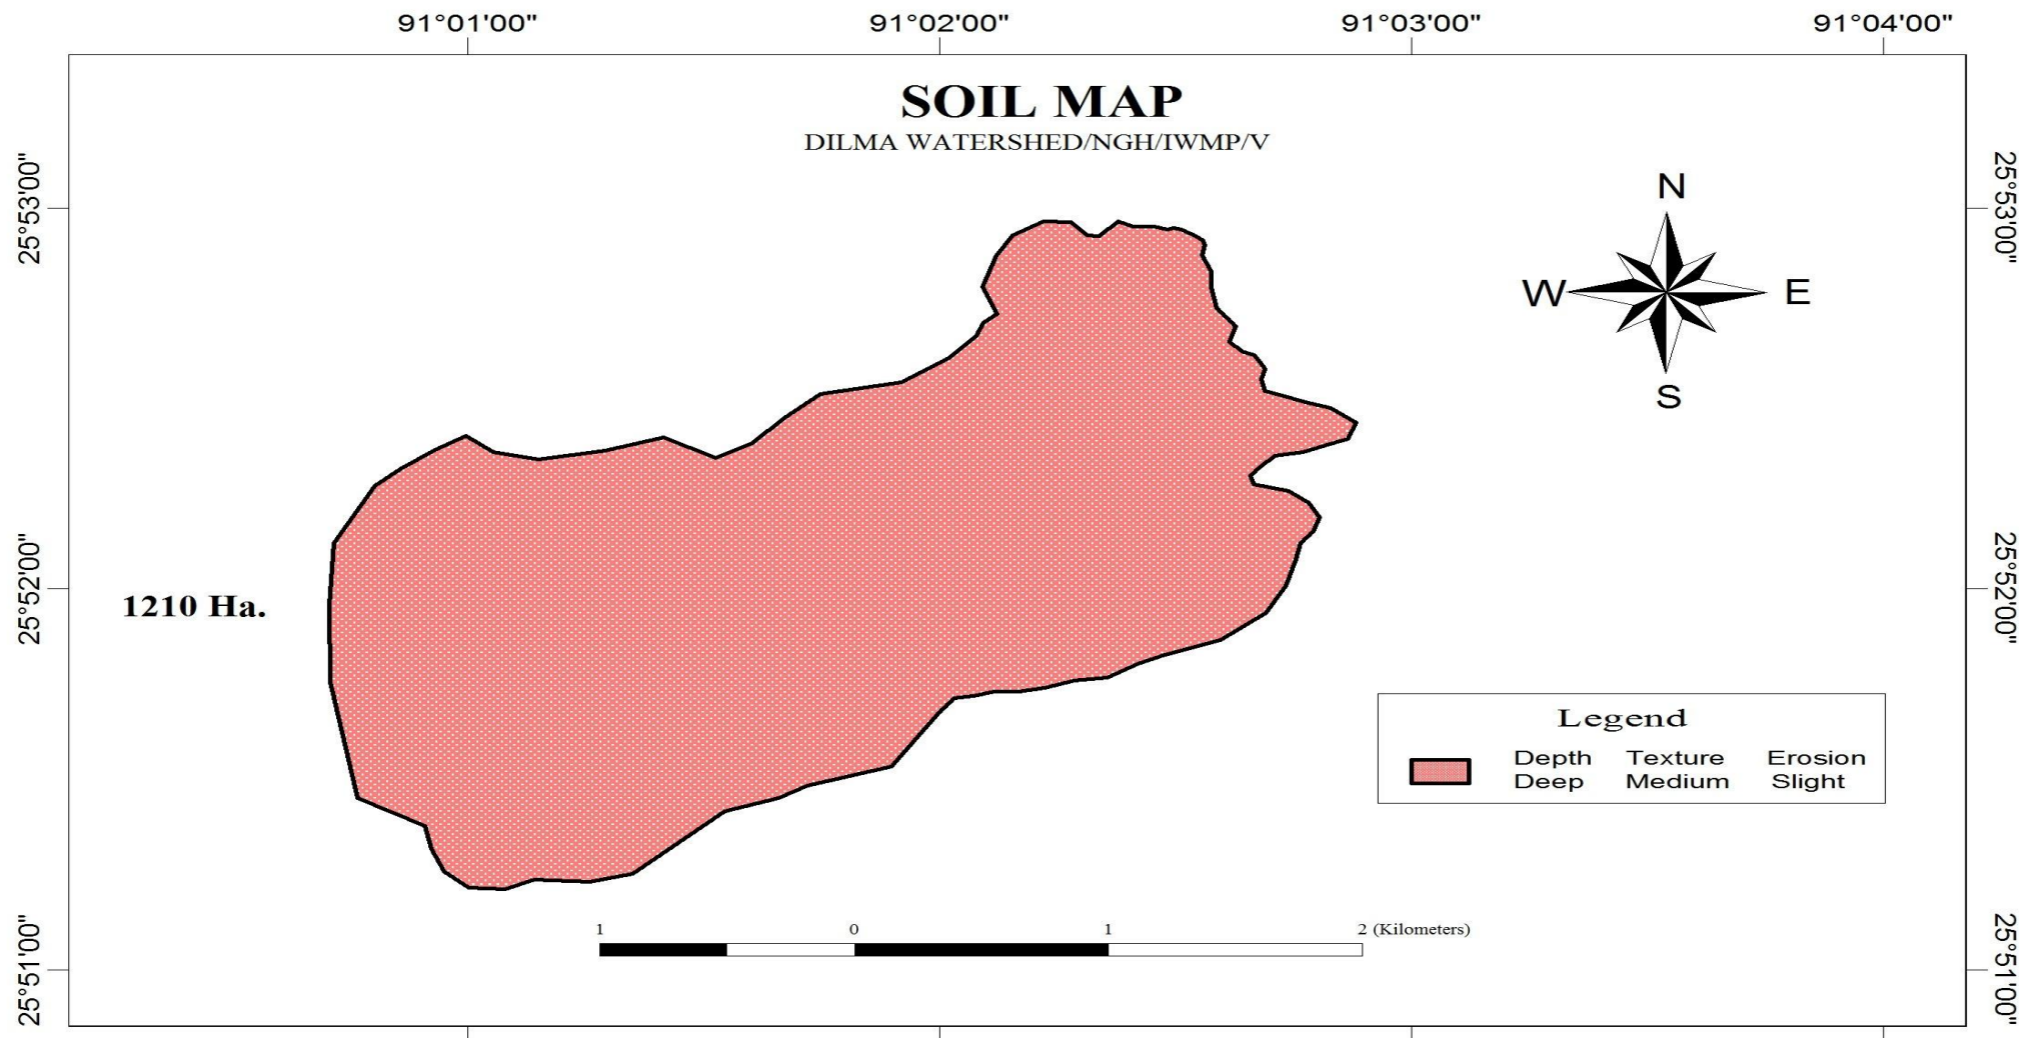 91°01'00" 91°02'00" 91°03'00" 91°04'00"
SOIL MAP
DILMA WATERSHED/NGH/IWMP/V
25°53'00" 25°53'00"
N
W E
S
25°52'00" 25°52'00"
1210 Ha.
Legend
Depth Texture Erosion
Deep Medium Slight
1 0 1 2 (Kilometers)
25°51'00" 25°51'00"